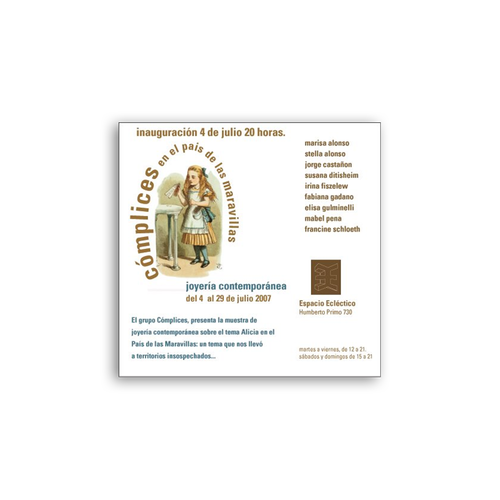 inauguración 4 de julio 20 horas.
cómplices en el pais de las maravillas
marisa alonso
stella alonso
jorge castañon
susana ditisheim
irina fiszelew
fabiana gadano
elisa gulminelli
mabel pena
francine schloeth
joyería contemporánea
del 4 al 29 de julio 2007
Espacio Ecléctico
Humberto Primo 730
El grupo Cómplices, presenta la muestra de
joyeria contemporánea sobre el tema Alicia en el
Pais de las Maravillas: un tema que nos llevó
a territorios insospechados...
martes a viernes, de 12 a 21.
sábados y domingos de 15 a 21